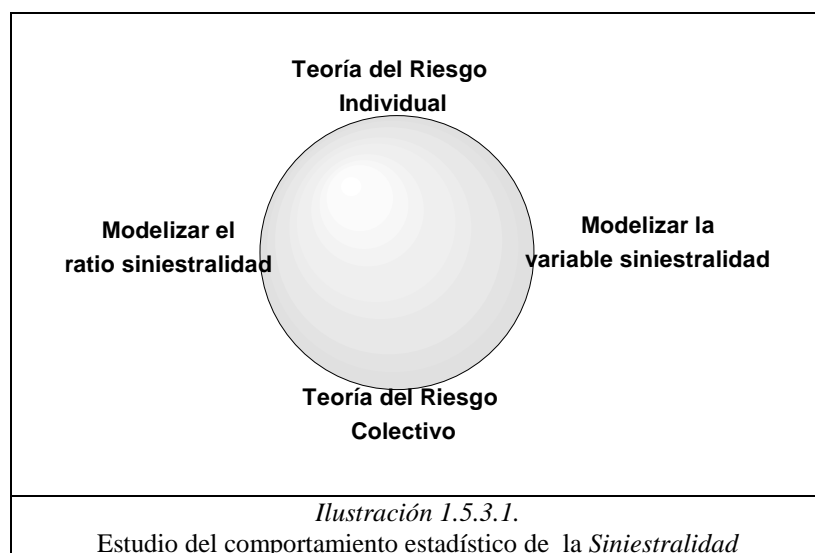 Teoría del Riesgo
Individual
Modelizar el
ratio siniestralidad
Modelizar la
variable siniestralidad
Teoría del Riesgo
Colectivo
Ilustración 1.5.3.1.
Estudio del comportamiento estadístico de la Siniestralidad